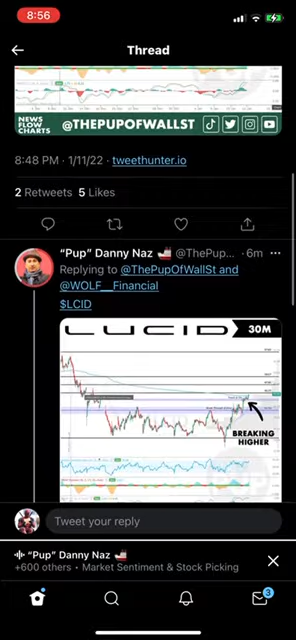 8:56
Thread
NEWS
FLOW
CHARTS
@THEPUPOFWALLST
8:48 PM · 1/11/22 · tweethunter.io
2 Retweets 5 Likes
“Pup” Danny Naz @ThePup... · 6m
Replying to @ThePupOfWallSt and
@WOLF__Financial
$LCID
LUCID
30M
BREAKING
HIGHER
Tweet your reply
“Pup” Danny Naz
+600 others • Market Sentiment & Stock Picking
3